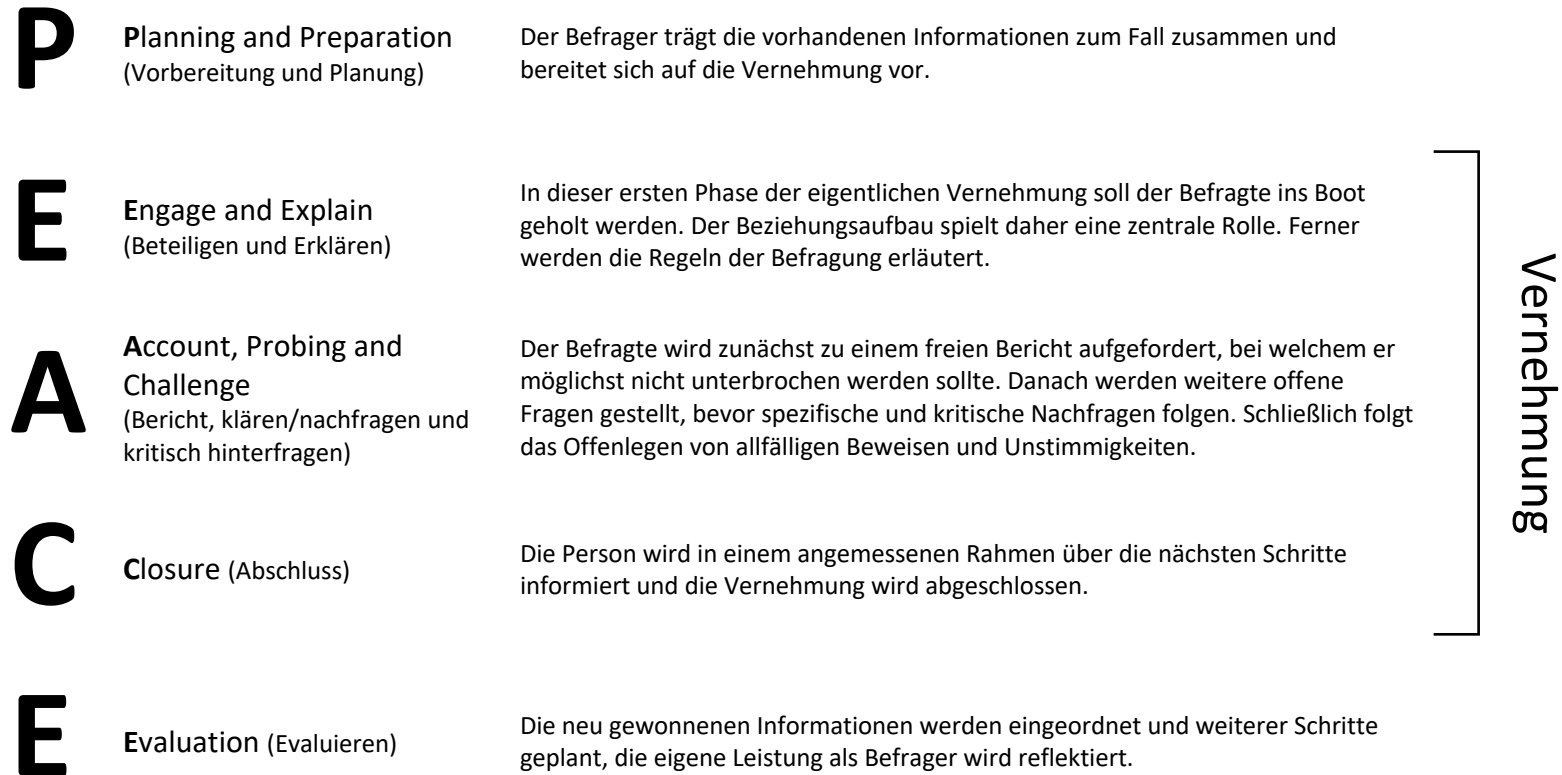 P
Planning and Preparation
(Vorbereitung und Planung)
Der Befrager trägt die vorhandenen Informationen zum Fall zusammen und
bereitet sich auf die Vernehmung vor.
E
Engage and Explain
(Beteiligen und Erklären)
In dieser ersten Phase der eigentlichen Vernehmung soll der Befragte ins Boot
geholt werden. Der Beziehungsaufbau spielt daher eine zentrale Rolle. Ferner
werden die Regeln der Befragung erläutert.
A
Account, Probing and
Challenge
(Bericht, klären/nachfragen und
kritisch hinterfragen)
Der Befragte wird zunächst zu einem freien Bericht aufgefordert, bei welchem er
möglichst nicht unterbrochen werden sollte. Danach werden weitere offene
Fragen gestellt, bevor spezifische und kritische Nachfragen folgen. Schließlich folgt
das Offenlegen von allfälligen Beweisen und Unstimmigkeiten.
C
Closure (Abschluss)
Die Person wird in einem angemessenen Rahmen über die nächsten Schritte
informiert und die Vernehmung wird abgeschlossen.
E
Evaluation (Evaluieren)
Die neu gewonnenen Informationen werden eingeordnet und weiterer Schritte
geplant, die eigene Leistung als Befrager wird reflektiert.
Vernehmung